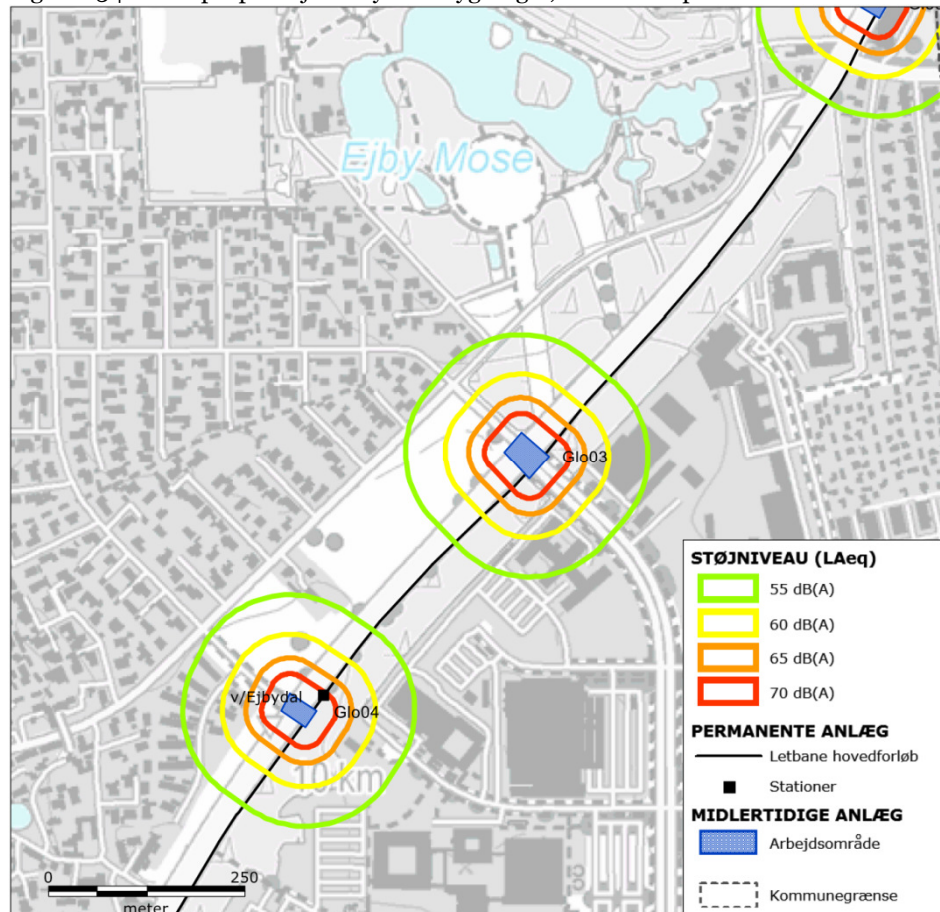 Ejby Mose
Glo03
v/Ejbydal
Glo04
10 km
STØJNIVEAU (LAeq)
55 dB(A)
60 dB(A)
65 dB(A)
70 dB(A)
PERMANENTE ANLÆG
Letbane hovedforløb
Stationer
MIDLERTIDIGE ANLÆG
Arbejdsområde
Kommunegrænse
0 250
meter